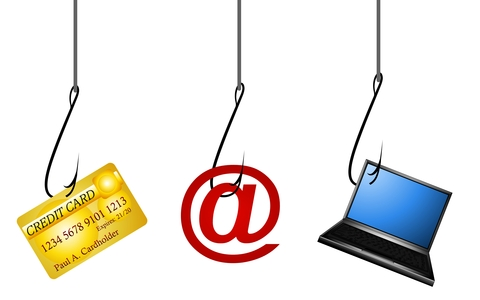 CREDIT CARD
1234 5678 9101 1213
Expires: 21/20
Paul A. Cardholder
@